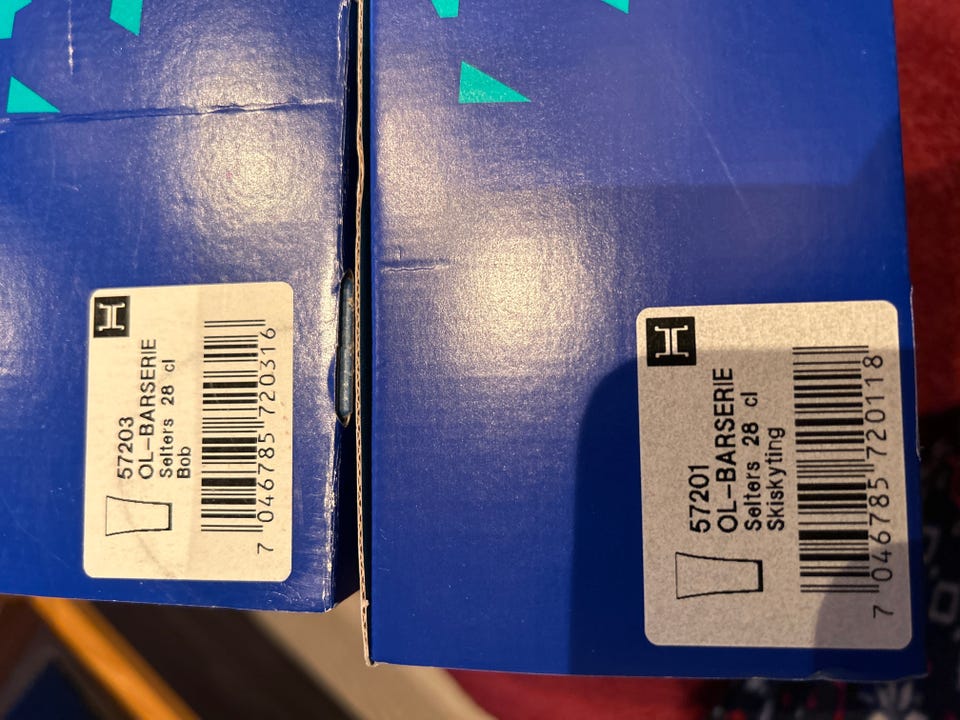 H
57203
OL-BARSERIE
Selters 28 cl
Bob
7 046785 720316
H
57201
OL-BARSERIE
Selters 28 cl
Skiskyting
7 046785 720118